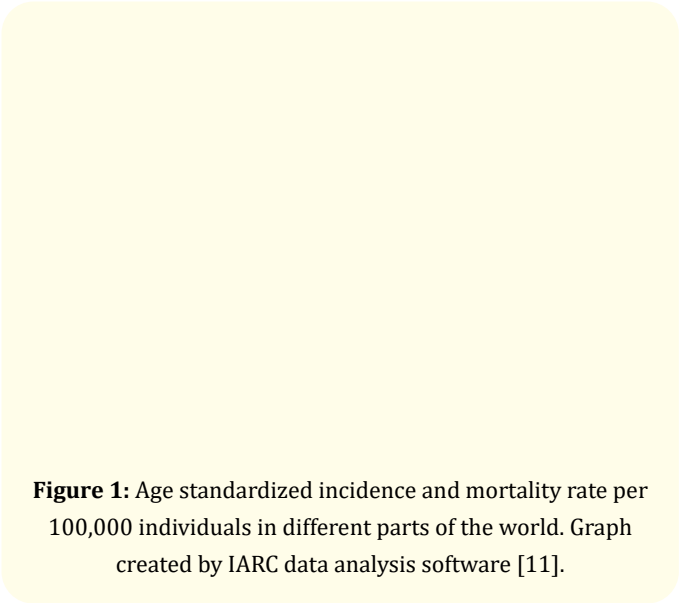 Figure 1: Age standardized incidence and mortality rate per
100,000 individuals in different parts of the world. Graph
created by IARC data analysis software [11].